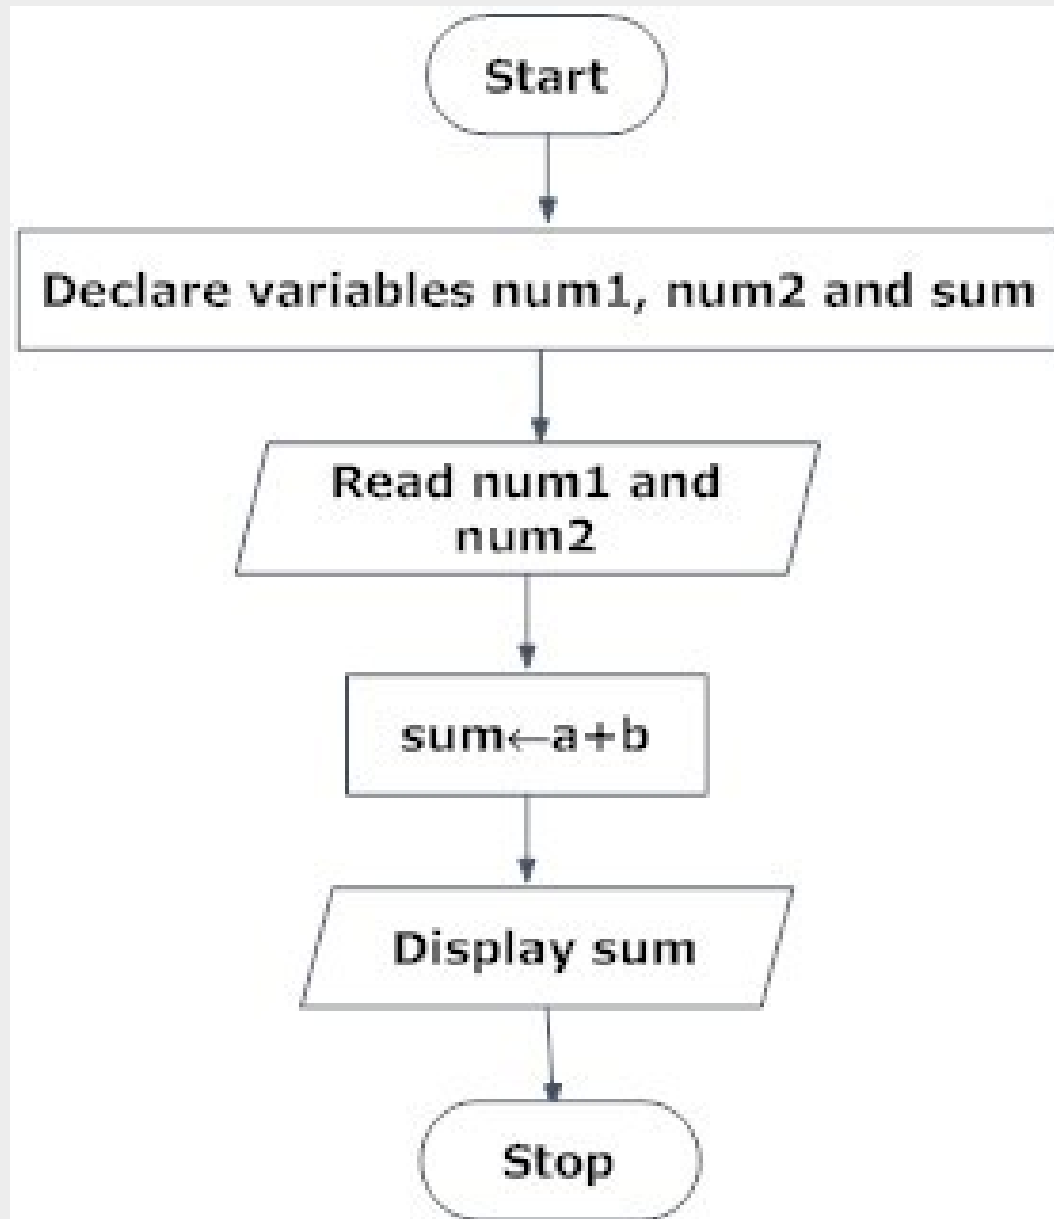 Start
Declare variables num1, num2 and sum
Read num1 and
num2
sum←a+b
Display sum
Stop